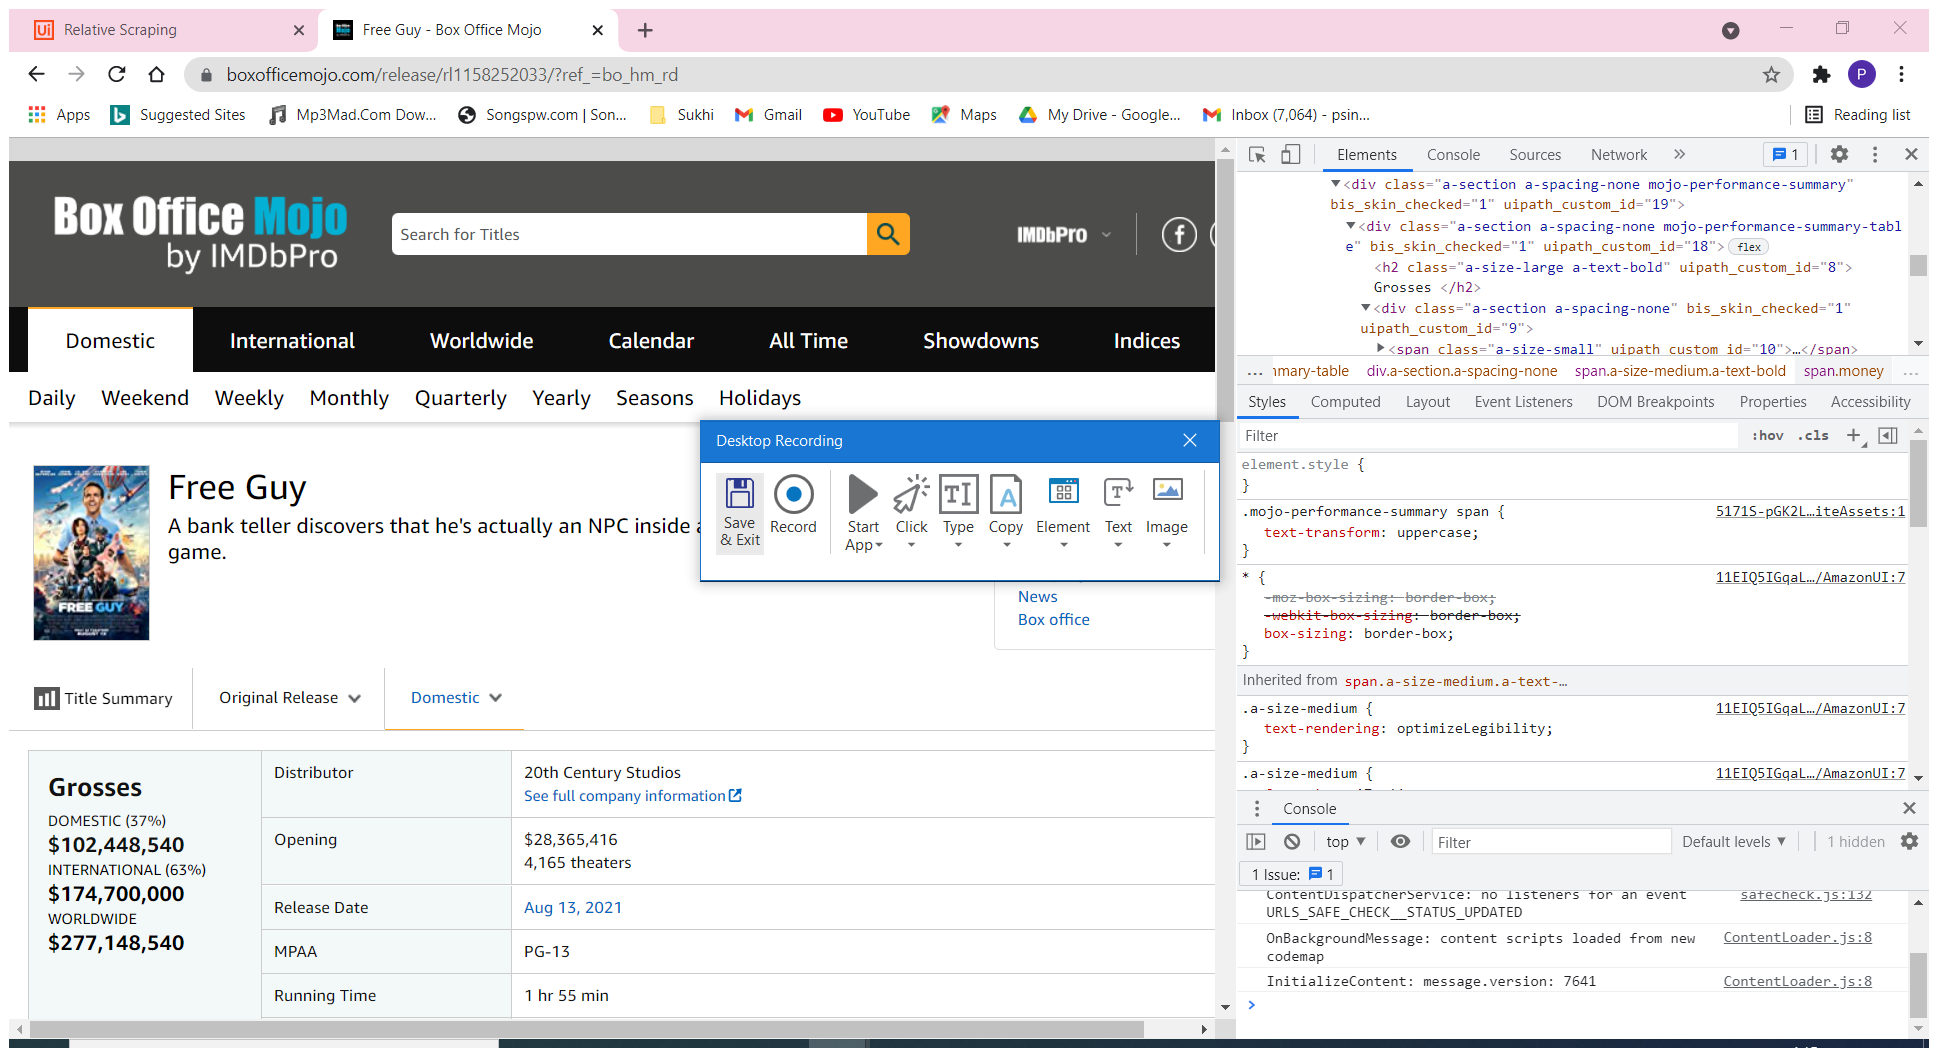 Relative Scraping
Free Guy - Box Office Mojo
boxofficemojo.com/release/rl1158252033/?ref_=bo_hm_rd
P
Apps
Suggested Sites
Mp3Mad.Com Dow...
Songspw.com | Son...
Sukhi
Gmail
YouTube
Maps
My Drive - Google...
Inbox (7,064) - psin...
Reading list
Box Office Mojo
by IMDbPro
Search for Titles
IMDbPro
Domestic
International
Worldwide
Calendar
All Time
Showdowns
Indices
Daily
Weekend
Weekly
Monthly
Quarterly
Yearly
Seasons
Holidays
Free Guy
A bank teller discovers that he's actually an NPC inside
game.
FREE GUY
Desktop Recording
Save
& Exit
Record
Start
App
Click
Type
Copy
Element
Text
Image
News
Box office
Title Summary
Original Release
Domestic
Grosses
DOMESTIC (37%)
$102,448,540
INTERNATIONAL (63%)
$174,700,000
WORLDWIDE
$277,148,540
Distributor
20th Century Studios
See full company information
Opening
$28,365,416
4,165 theaters
Release Date
Aug 13, 2021
MPAA
PG-13
Running Time
1 hr 55 min
Elements
Console
Sources
Network
1
<div class="a-section a-spacing-none mojo-performance-summary"
bis_skin_checked="1" uipath_custom_id="19">
<div class="a-section a-spacing-none mojo-performance-summary-tabl
e" bis_skin_checked="1" uipath_custom_id="18"> flex
<h2 class="a-size-large a-text-bold" uipath_custom_id="8">
Grosses </h2>
<div class="a-section a-spacing-none" bis_skin_checked="1"
uipath_custom_id="9">
<span class="a-size-small" uipath_custom_id="10">…</span>
... mmary-table div.a-section.a-spacing-none span.a-size-medium.a-text-bold span.money ...
Styles
Computed
Layout
Event Listeners
DOM Breakpoints
Properties
Accessibility
Filter
:hov .cls +
element.style {
}
.mojo-performance-summary span {
5171S-pGK2L…iteAssets:1
text-transform: uppercase;
}
* {
11EIQ5IGqaL…/AmazonUI:7
-moz-box-sizing: border-box;
-webkit-box-sizing: border-box;
box-sizing: border-box;
}
Inherited from span.a-size-medium.a-text-…
.a-size-medium {
11EIQ5IGqaL…/AmazonUI:7
text-rendering: optimizeLegibility;
}
.a-size-medium {
11EIQ5IGqaL…/AmazonUI:7
Console
top
Filter
Default levels
1 hidden
1 Issue: 1
ContentDispatcherService: no listeners for an event
safecheck.js:132
URLS_SAFE_CHECK__STATUS_UPDATED
OnBackgroundMessage: content scripts loaded from new
ContentLoader.js:8
codemap
InitializeContent: message.version: 7641
ContentLoader.js:8